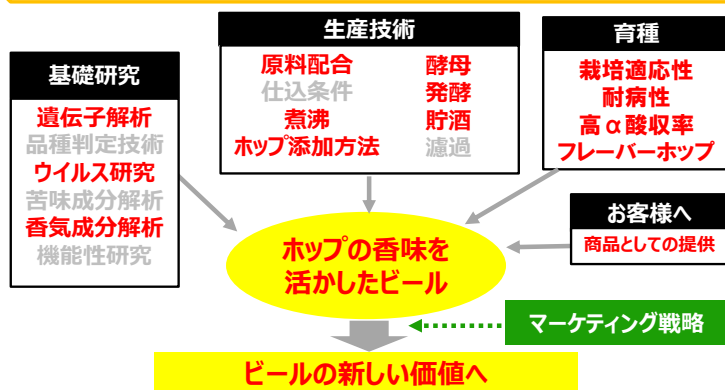 基礎研究
遺伝子解析
品種判定技術
ウイルス研究
苦味成分解析
香気成分解析
機能性研究
生産技術
原料配合
仕込条件
煮沸
ホップ添加方法
酵母
発酵
貯酒
濾過
育種
栽培適応性
耐病性
高α酸収率
フレーバーホップ
お客様へ
商品としての提供
ホップの香味を
活かしたビール
マーケティング戦略
ビールの新しい価値へ